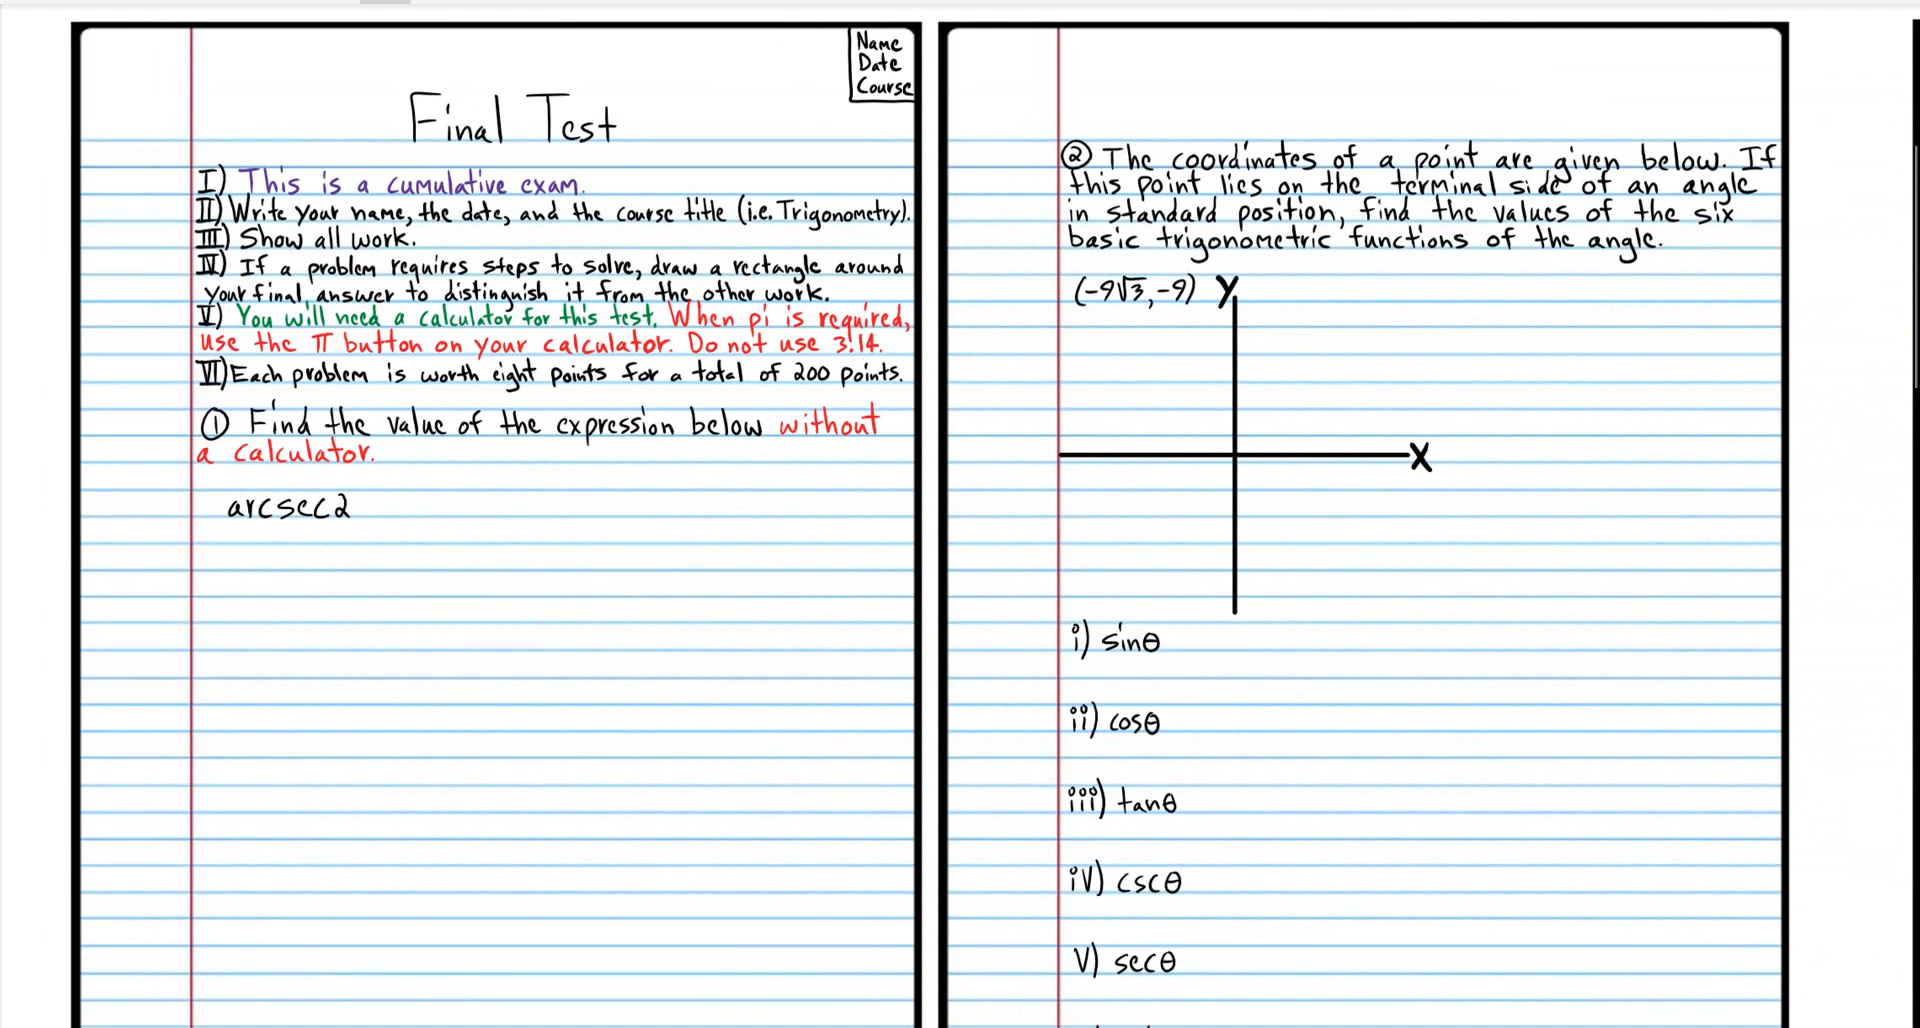 Name
Date
Course
Final Test
I) This is a cumulative exam.
II) Write your name, the date, and the course title (i.e. Trigonometry).
III) Show all work.
IV) If a problem requires steps to solve, draw a rectangle around
your final answer to distinguish it from the other work.
V) You will need a calculator for this test. When pi is required,
use the π button on your calculator. Do not use 3.14.
VI) Each problem is worth eight points for a total of 200 points.
① Find the value of the expression below without
a calculator.
arcsec2
② The coordinates of a point are given below. If
this point lies on the terminal side of an angle
in standard position, find the values of the six
basic trigonometric functions of the angle.
(-9√3,-9) Y
X
i) sinθ
ii) cosθ
iii) tanθ
iv) cscθ
v) secθ